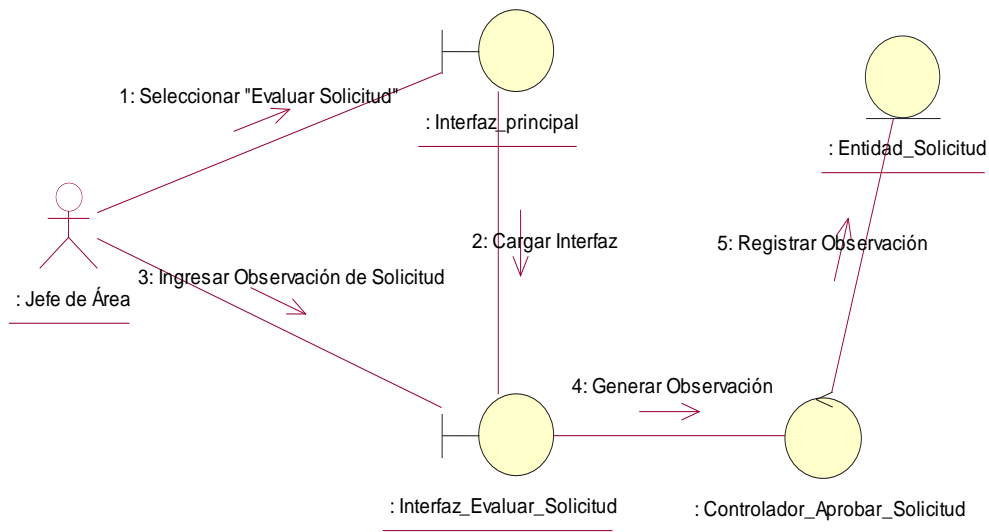 1: Seleccionar "Evaluar Solicitud"
: Interfaz_principal
: Entidad_Solicitud
2: Cargar Interfaz
5: Registrar Observación
3: Ingresar Observación de Solicitud
: Jefe de Área
4: Generar Observación
: Interfaz_Evaluar_Solicitud
: Controlador_Aprobar_Solicitud